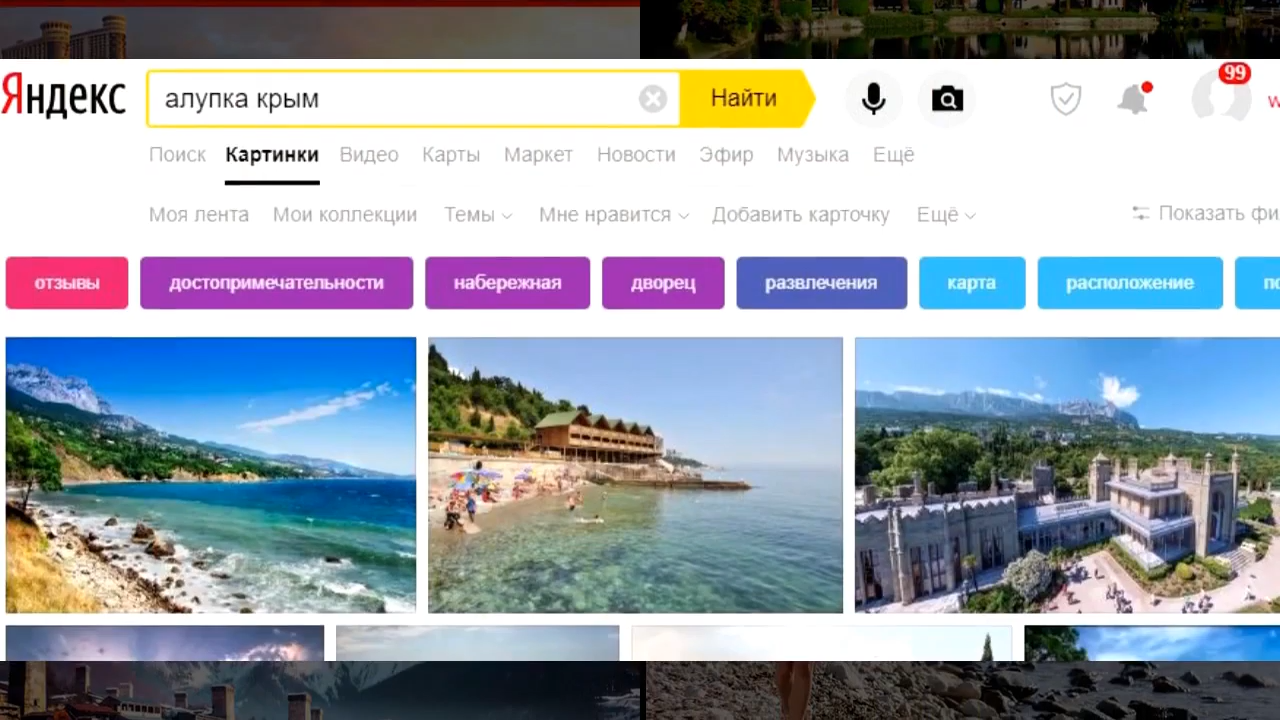 Яндекс алупка крым Найти 99
Поиск Картинки Видео Карты Маркет Новости Эфир Музыка Ещё
Моя лента Мои коллекции Темы Мне нравится Добавить карточку Ещё Показать
отзывы достопримечательности набережная дворец развлечения карта расположение